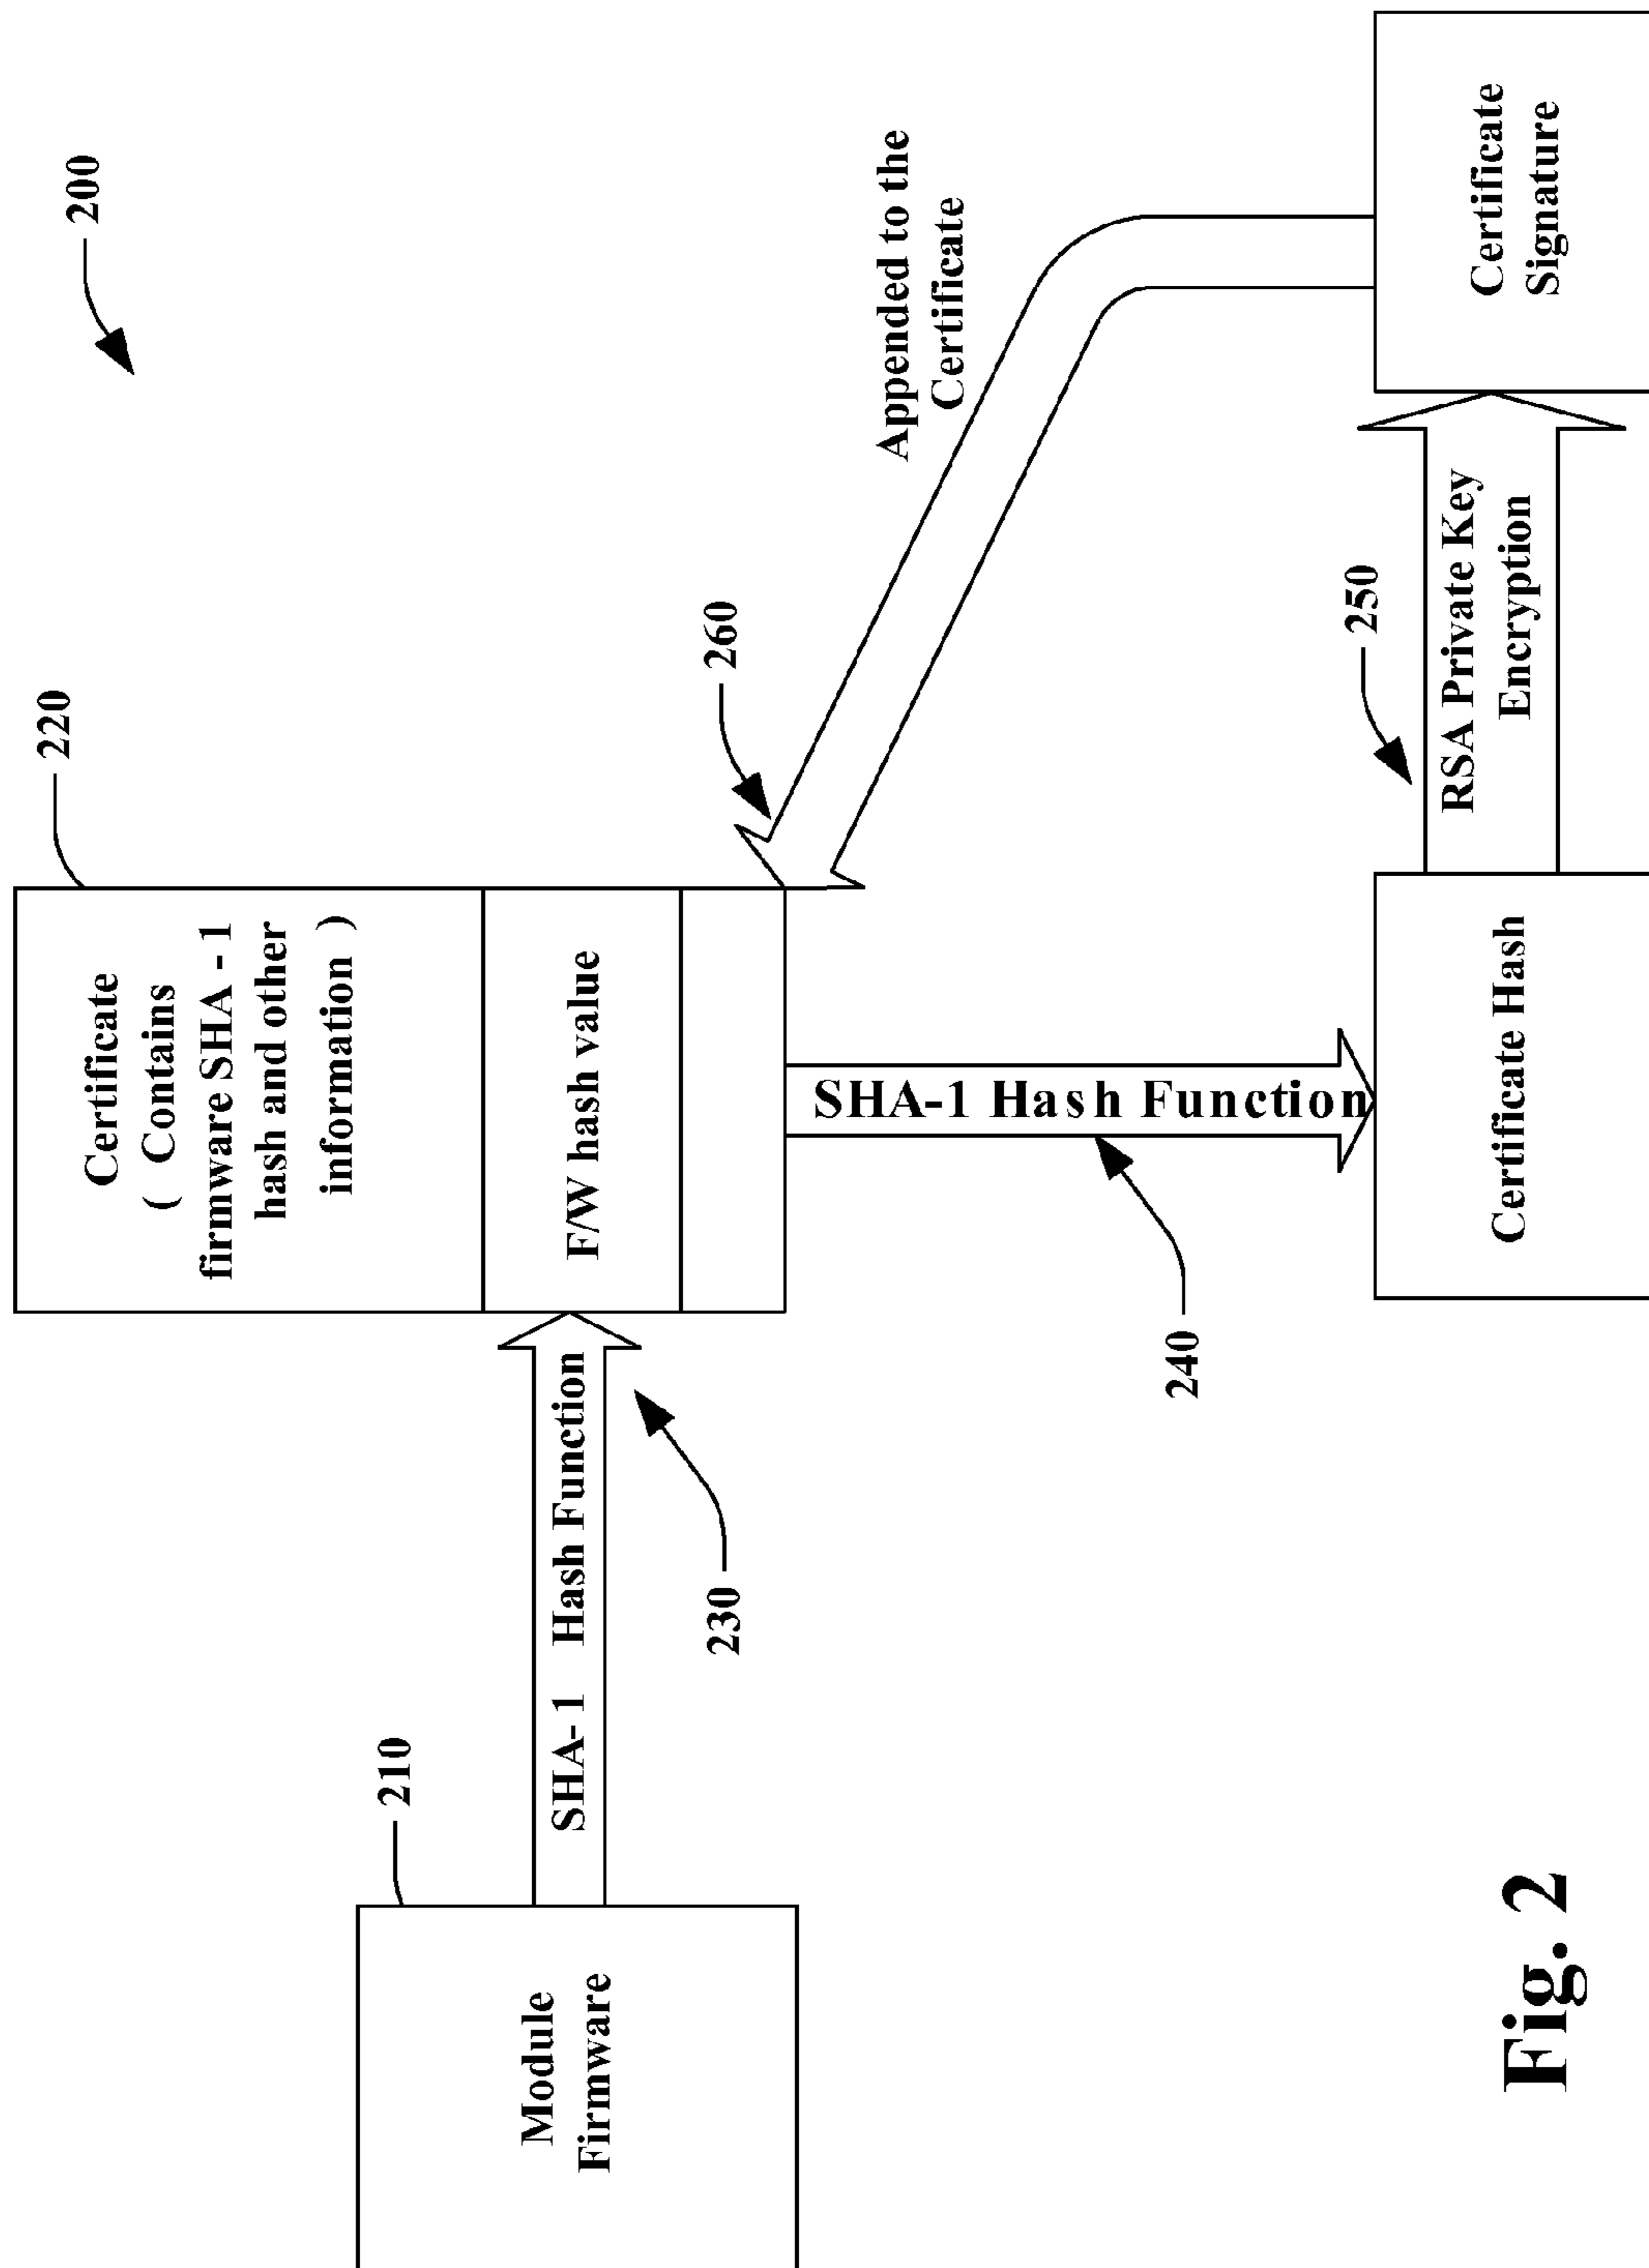 200
220
Certificate
( Contains
firmware SHA - 1
hash and other
information )
F/W hash value
210
Module
Firmware
SHA-1 Hash Function
230
260
Appended to the
Certificate
SHA-1 Hash Function
240
250
Certificate Hash
RSA Private Key
Encryption
Certificate
Signature
Fig. 2